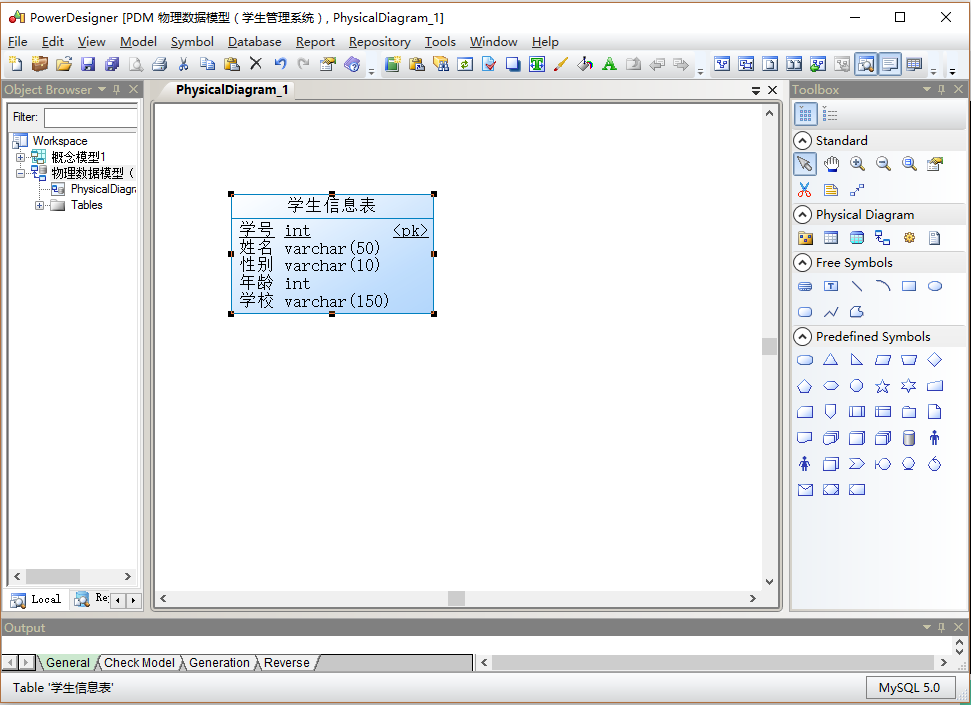 PowerDesigner [PDM 物理数据模型（学生管理系统）, PhysicalDiagram_1]
File Edit View Model Symbol Database Report Repository Tools Window Help
Object Browser
PhysicalDiagram_1
Toolbox
Filter:
Workspace
概念模型1
物理数据模型（
PhysicalDiagra
Tables
Local
Re
学生信息表
学号 int <pk>
姓名 varchar(50)
性别 varchar(10)
年龄 int
学校 varchar(150)
Standard
Physical Diagram
Free Symbols
Predefined Symbols
Output
General Check Model Generation Reverse
Table '学生信息表'
MySQL 5.0